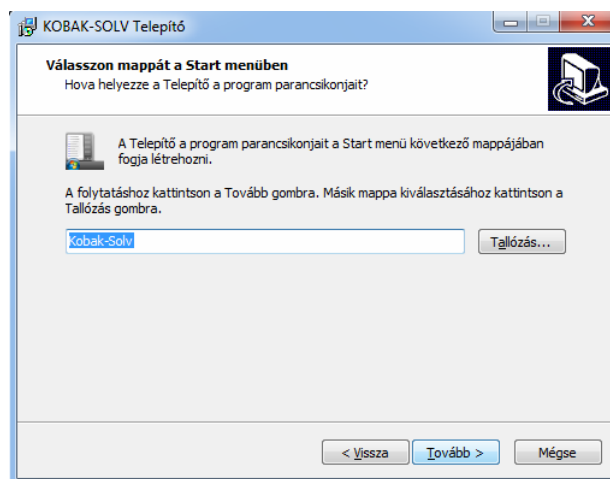 KOBAK-SOLV Telepítő
Válasszon mappát a Start menüben
Hova helyezze a Telepítő a program parancsikonjait?
A Telepítő a program parancsikonjait a Start menü következő mappájában
fogja létrehozni.
A folytatáshoz kattintson a Tovább gombra. Másik mappa kiválasztásához kattintson a
Tallózás gombra.
Kobak-Solv
Tallózás...
< Vissza
Tovább >
Mégse